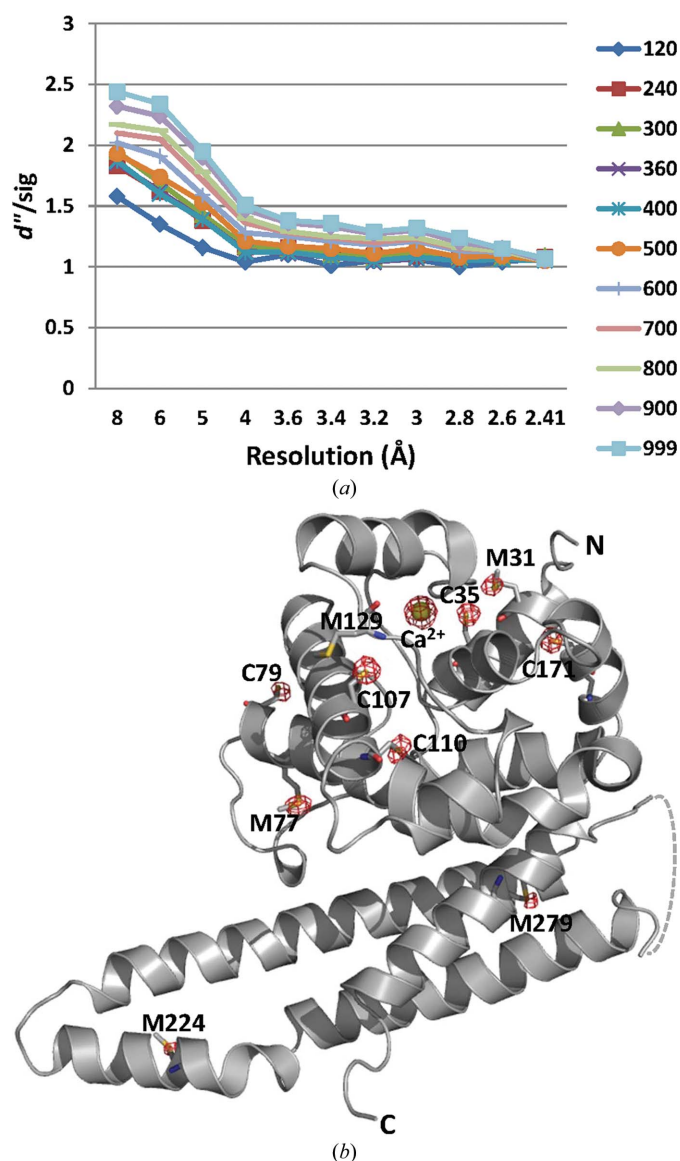 3
2.5
2
1.5
1
0.5
0
d″/sig
8 6 5 4 3.6 3.4 3.2 3 2.8 2.6 2.41
Resolution (Å)
120
240
300
360
400
500
600
700
800
900
999
(a)
N
M31
C35
M129
Ca2+
C171
C79
C107
C110
M77
M279
M224
C
(b)